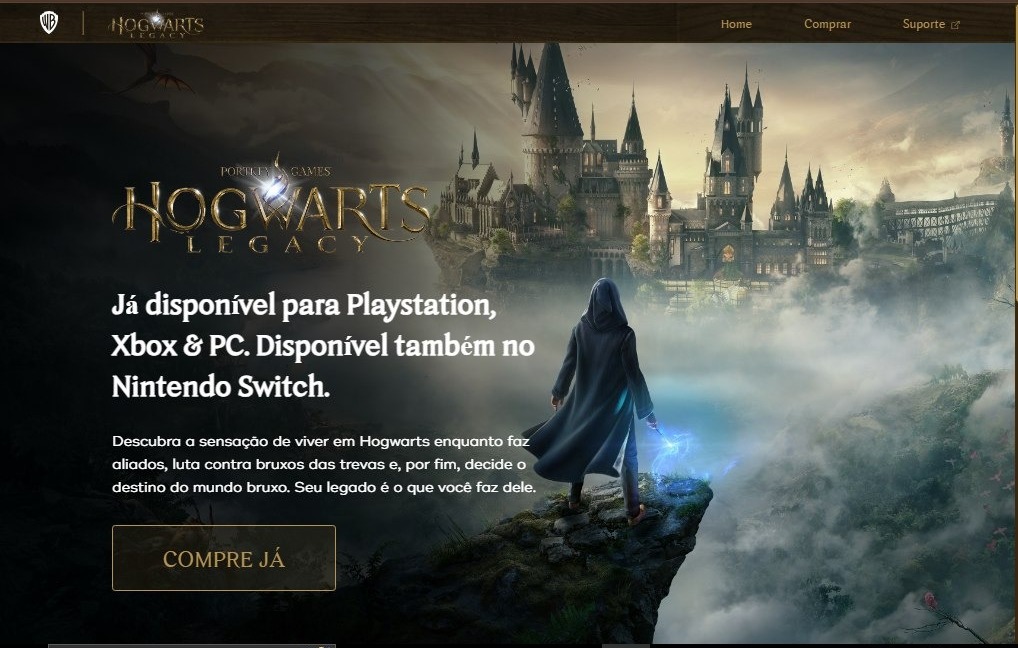 WB
HOGWARTS
LEGACY
Home
Comprar
Suporte
PORTKEY GAMES
HOGWARTS
LEGACY
Já disponível para Playstation,
Xbox & PC. Disponível também no
Nintendo Switch.
Descubra a sensação de viver em Hogwarts enquanto faz
aliados, luta contra bruxos das trevas e, por fim, decide o
destino do mundo bruxo. Seu legado é o que você faz dele.
COMPRE JÁ